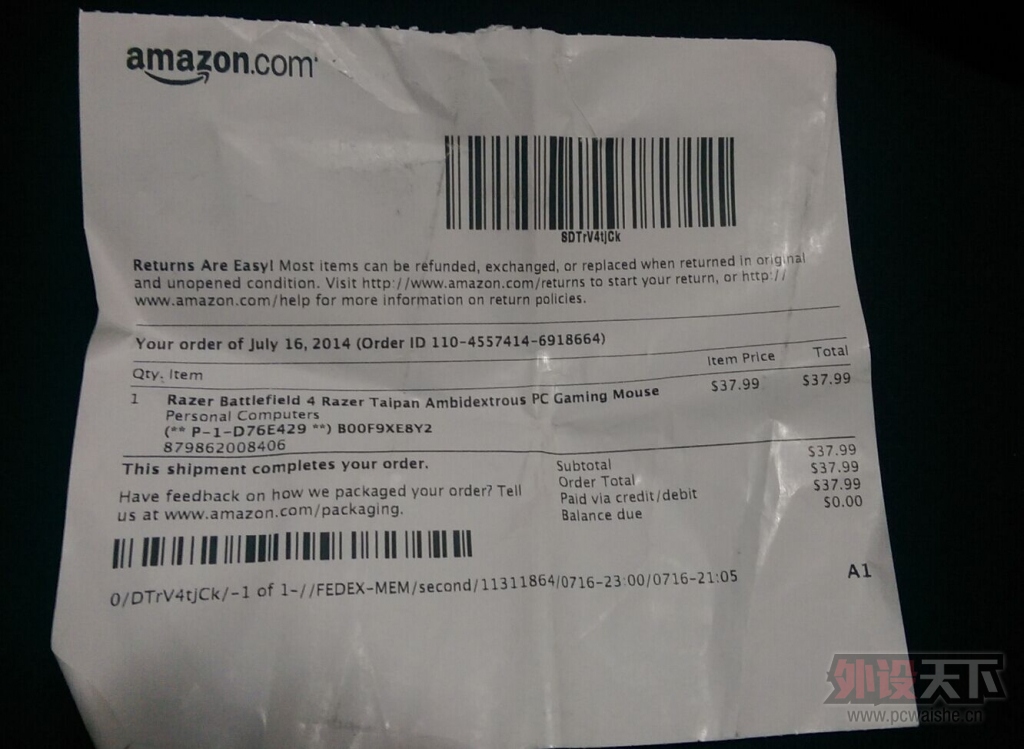 amazon.com
8DTrV4tjCk
Returns Are Easy! Most items can be refunded, exchanged, or replaced when returned in original
and unopened condition. Visit http://www.amazon.com/returns to start your return, or http://
www.amazon.com/help for more information on return policies.
Your order of July 16, 2014 (Order ID 110-4557414-6918664)
Qty. Item Item Price Total
1 Razer Battlefield 4 Razer Taipan Ambidextrous PC Gaming Mouse $37.99 $37.99
Personal Computers
(** P-1-D76E429 **) B00F9XE8Y2
879862008406
This shipment completes your order.
Have feedback on how we packaged your order? Tell
us at www.amazon.com/packaging.
Subtotal $37.99
Order Total $37.99
Paid via credit/debit $37.99
Balance due $0.00
0/DTrV4tjCk/-1 of 1-//FEDEX-MEM/second/11311864/0716-23:00/0716-21:05
A1
外设天下
www.pcwaishe.cn